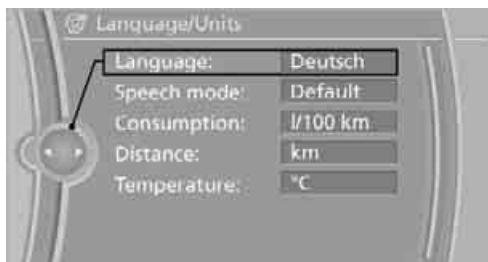 Language/Units
Language: Deutsch
Speech mode: Default
Consumption: l/100 km
Distance: km
Temperature: °C